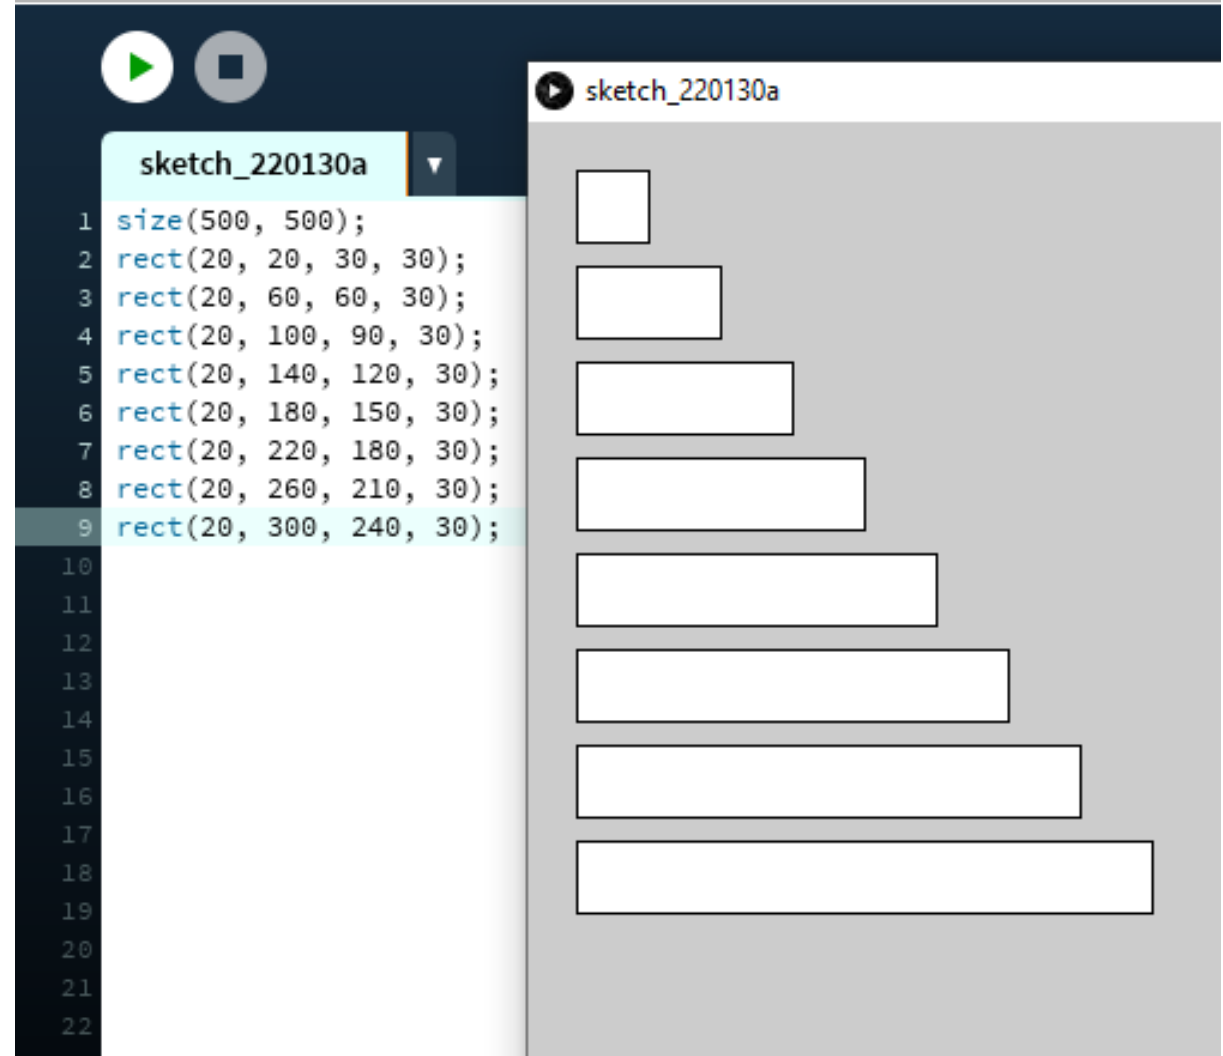 sketch_220130a
sketch_220130a
1 size(500, 500);
2 rect(20, 20, 30, 30);
3 rect(20, 60, 60, 30);
4 rect(20, 100, 90, 30);
5 rect(20, 140, 120, 30);
6 rect(20, 180, 150, 30);
7 rect(20, 220, 180, 30);
8 rect(20, 260, 210, 30);
9 rect(20, 300, 240, 30);
10
11
12
13
14
15
16
17
18
19
20
21
22